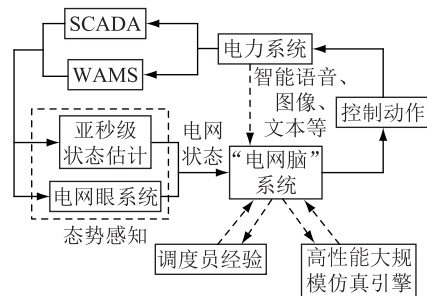 SCADA
WAMS
电力系统
智能语音、
图像、
文本等
控制动作
亚秒级
状态估计
电网眼系统
态势感知
电网
状态
“电网脑”
系统
调度员经验
高性能大规
模仿真引擎